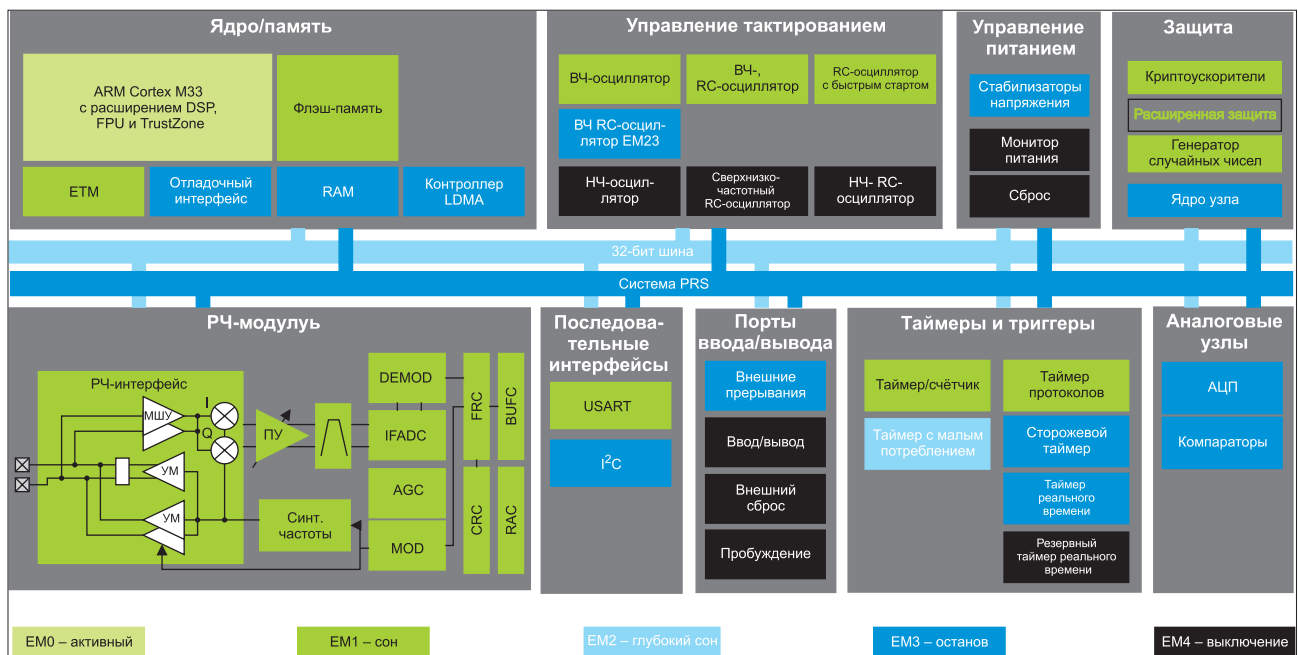 Ядро/память
ARM Cortex M33
с расширением DSP,
FPU и TrustZone
Флэш-память
ETM
Отладочный
интерфейс
RAM
Контроллер
LDMA
Управление тактированием
ВЧ-осциллятор
ВЧ-,
RC-осциллятор
RC-осциллятор
с быстрым стартом
ВЧ RC-осцил-
лятор EM23
НЧ-осцил-
лятор
Сверхнизко-
частотный
RC-осциллятор
НЧ- RC-
осциллятор
Управление
питанием
Стабилизаторы
напряжения
Монитор
питания
Сброс
Защита
Криптоускорители
Расширенная защита
Генератор
случайных чисел
Ядро узла
32-бит шина
Система PRS
РЧ-модулуь
РЧ-интерфейс
МШУ
I
Q
УМ
УМ
ПУ
Синт.
частоты
DEMOD
IFADC
AGC
MOD
FRC
BUFC
CRC
RAC
Последова-
тельные
интерфейсы
USART
I²C
Порты
ввода/вывода
Внешние
прерывания
Ввод/вывод
Внешний
сброс
Пробуждение
Таймеры и триггеры
Таймер/счётчик
Таймер с малым
потреблением
Таймер
протоколов
Сторожевой
таймер
Таймер
реального
времени
Резервный
таймер реального
времени
Аналоговые
узлы
АЦП
Компараторы
EM0 – активный
EM1 – сон
EM2 – глубокий сон
EM3 – останов
EM4 – выключение